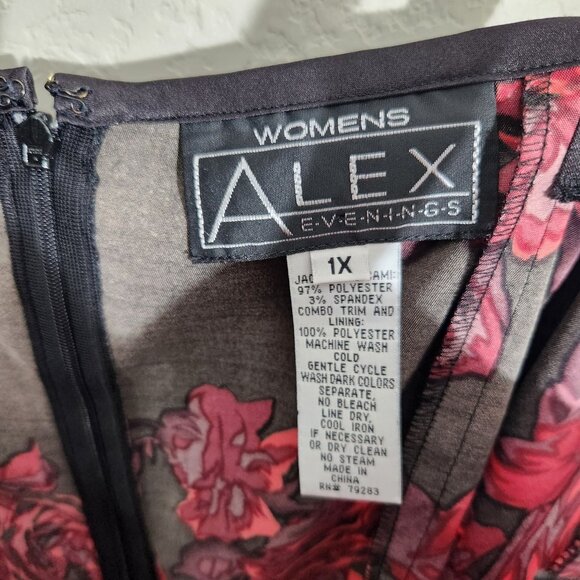 WOMENS
ALEX
E-V-E-N-I-N-G-S
1X
97% POLYESTER
3% SPANDEX
COMBO TRIM AND
LINING:
100% POLYESTER
MACHINE WASH
COLD
GENTLE CYCLE
WASH DARK COLORS
SEPARATE,
NO BLEACH
LINE DRY,
COOL IRON
IF NECESSARY
OR DRY CLEAN
NO STEAM
MADE IN
CHINA
RN# 79283